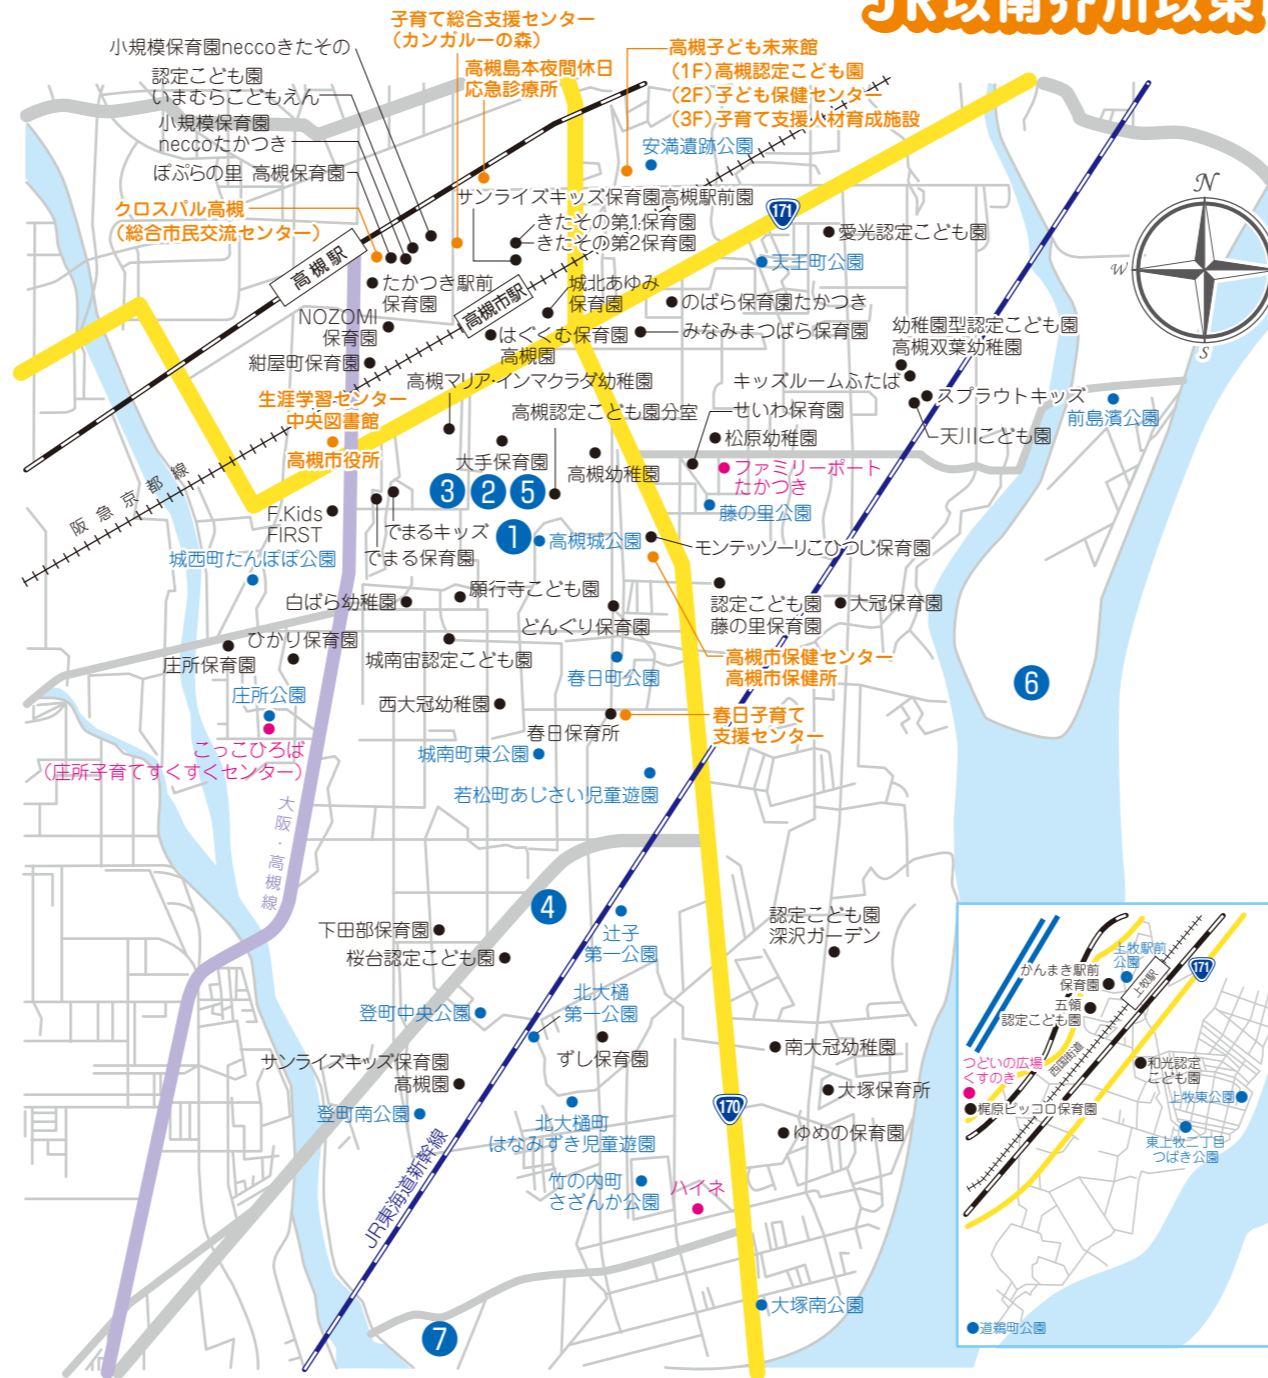 JR以南芥川以東
子育て総合支援センター
(カンガルーの森)
小規模保育園neccoきたその
認定こども園
いまむらこどもえん
小規模保育園
neccoたかつき
ぽぷらの里 高槻保育園
クロスパル高槻
(総合市民交流センター)
高槻島本夜間休日
応急診療所
高槻子ども未来館
(1F)高槻認定こども園
(2F)子ども保健センター
(3F)子育て支援人材育成施設
安満遺跡公園
サンライズキッズ保育園高槻駅前園
きたその第1保育園
きたその第2保育園
171
愛光認定こども園
天王町公園
N
W
S
高槻駅
たかつき駅前
保育園
高槻市駅
城北あゆみ
保育園
のばら保育園たかつき
NOZOMI
保育園
はぐくむ保育園
高槻園
みなみまつばら保育園
幼稚園型認定こども園
高槻双葉幼稚園
紺屋町保育園
高槻マリア・インマクラダ幼稚園
キッズルームふたば
スプラウトキッズ
前島濱公園
生涯学習センター
中央図書館
高槻市役所
高槻認定こども園分室
せいわ保育園
松原幼稚園
天川こども園
大手保育園
高槻幼稚園
ファミリーポート
たかつき
阪急京都線
3
2
5
藤の里公園
F.Kids
FIRST
でまるキッズ
でまる保育園
1
高槻城公園
モンテッソーリこひつじ保育園
城西町たんぽぽ公園
白ばら幼稚園
願行寺こども園
どんぐり保育園
認定こども園
藤の里保育園
大冠保育園
ひかり保育園
庄所保育園
城南宙認定こども園
春日町公園
高槻市保健センター
高槻市保健所
6
庄所公園
西大冠幼稚園
春日保育所
春日子育て
支援センター
こっこひろば
(庄所子育てすくすくセンター)
城南町東公園
若松町あじさい児童遊園
大阪・高槻線
4
下田部保育園
辻子
第一公園
認定こども園
深沢ガーデン
桜台認定こども園
北大樋
第一公園
登町中央公園
ずし保育園
南大冠幼稚園
サンライズキッズ保育園
高槻園
大塚保育所
登町南公園
北大樋町
はなみずき児童遊園
170
ゆめの保育園
JR東海道新幹線
竹の内町
さざんか公園
ハイネ
大塚南公園
7
上牧駅前
公園
かんまき駅前
保育園
上牧駅
171
五領
認定こども園
西国街道
つどいの広場
くすのき
和光認定
こども園
梶原ピッコロ保育園
上牧東公園
東上牧二丁目
つばき公園
道鵜町公園